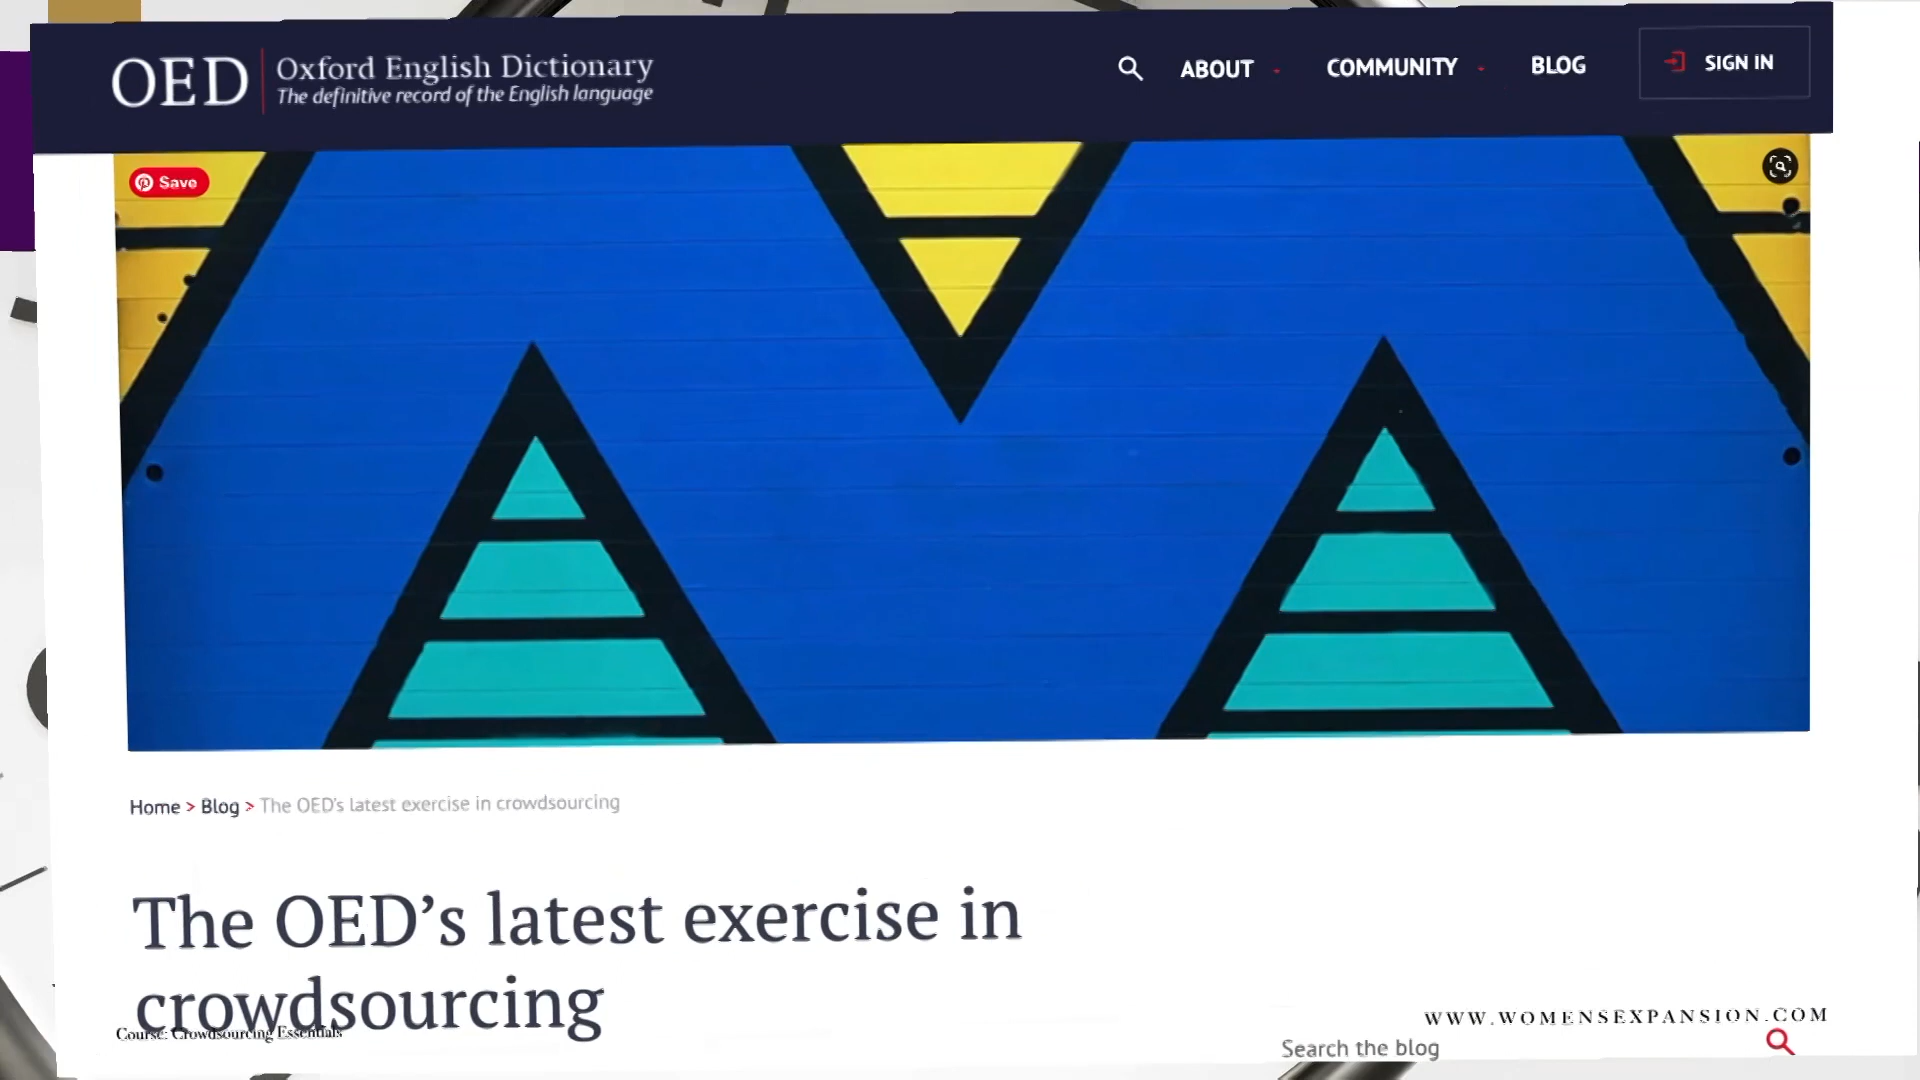 OED
Oxford English Dictionary
The definitive record of the English language
ABOUT
COMMUNITY
BLOG
SIGN IN
Save
Home > Blog > The OED's latest exercise in crowdsourcing
The OED's latest exercise in
crowdsourcing
Course: Crowdsourcing Essentials
WWW.WOMENSEXPANSION.COM
Search the blog